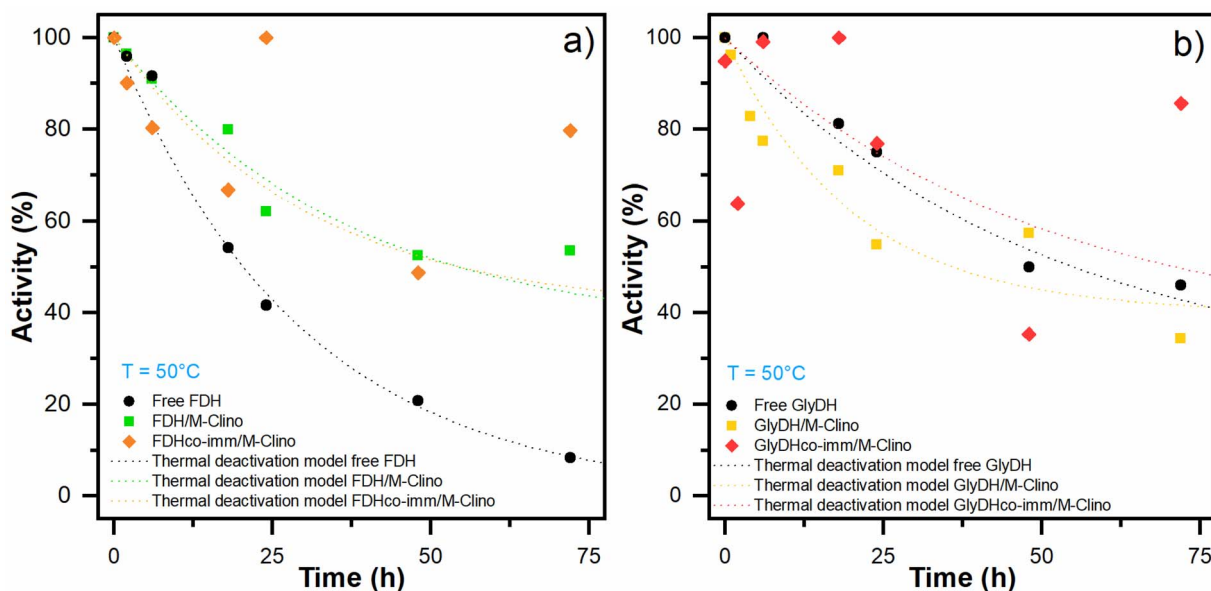 a)
100
80
60
40
20
0
Activity (%)
T = 50°C
Free FDH
FDH/M-Clino
FDHco-imm/M-Clino
Thermal deactivation model free FDH
Thermal deactivation model FDH/M-Clino
Thermal deactivation model FDHco-imm/M-Clino
0 25 50 75
Time (h)
b)
100
80
60
40
20
0
Activity (%)
T = 50°C
Free GlyDH
GlyDH/M-Clino
GlyDHco-imm/M-Clino
Thermal deactivation model free GlyDH
Thermal deactivation model GlyDH/M-Clino
Thermal deactivation model GlyDHco-imm/M-Clino
0 25 50 75
Time (h)